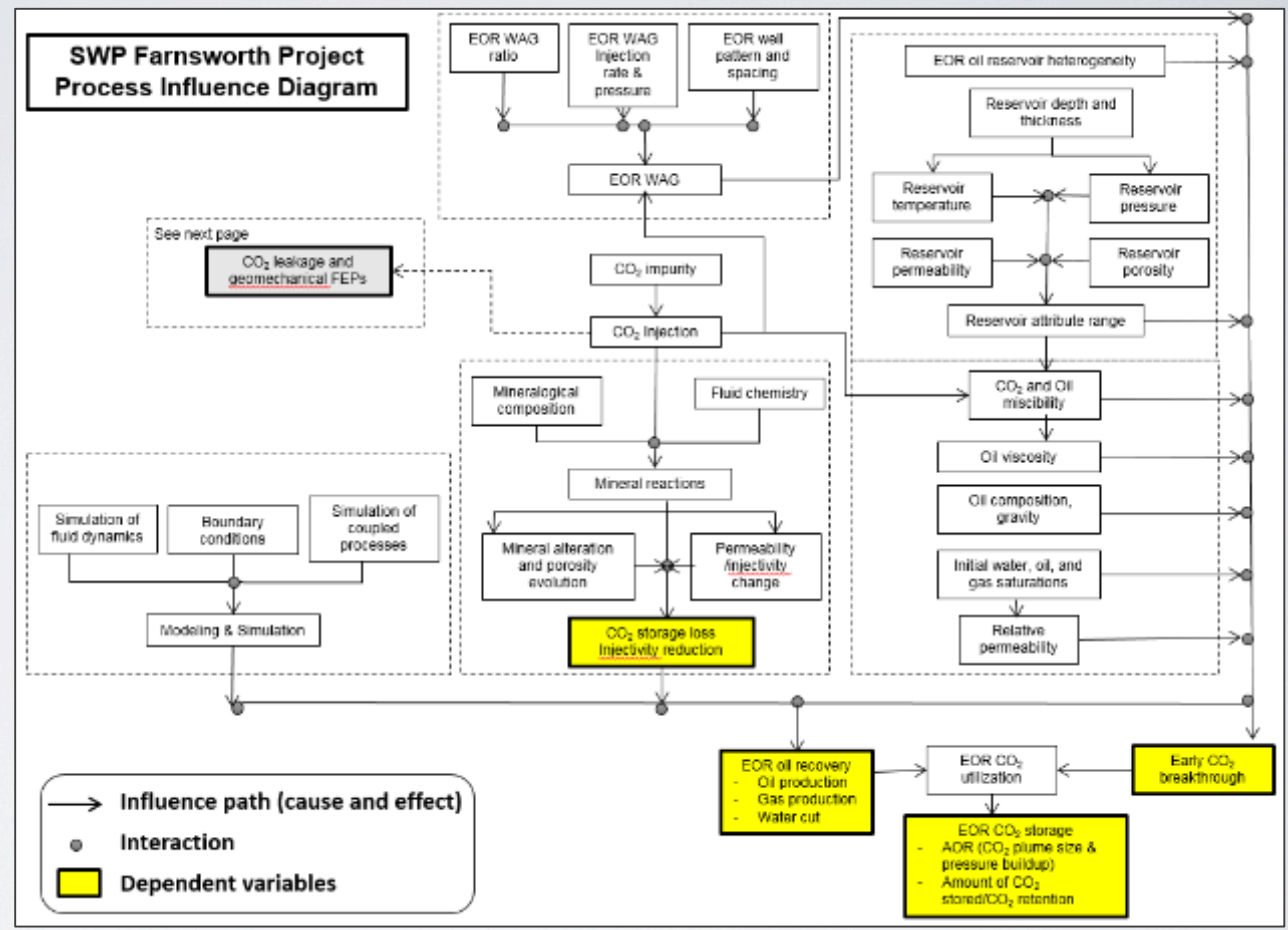 SWP Farnsworth Project
Process Influence Diagram
EOR WAG
ratio
EOR WAG
Injection
rate &
pressure
EOR well
pattern and
spacing
EOR WAG
EOR oil reservoir heterogeneity
Reservoir depth and
thickness
Reservoir
temperature
Reservoir
pressure
Reservoir
permeability
Reservoir
porosity
Reservoir attribute range
See next page
CO₂ leakage and
geomechanical FEPs
CO₂ impurity
CO₂ Injection
Mineralogical
composition
Fluid chemistry
Mineral reactions
Mineral alteration
and porosity
evolution
Permeability
/injectivity
change
CO₂ storage loss
Injectivity reduction
CO₂ and Oil
miscibility
Oil viscosity
Oil composition,
gravity
Initial water, oil, and
gas saturations
Relative
permeability
Simulation of
fluid dynamics
Boundary
conditions
Simulation of
coupled
processes
Modeling & Simulation
EOR oil recovery
- Oil production
- Gas production
- Water cut
EOR CO₂
utilization
Early CO₂
breakthrough
EOR CO₂ storage
- AOR (CO₂ plume size &
pressure buildup)
- Amount of CO₂
stored/CO₂ retention
Influence path (cause and effect)
Interaction
Dependent variables